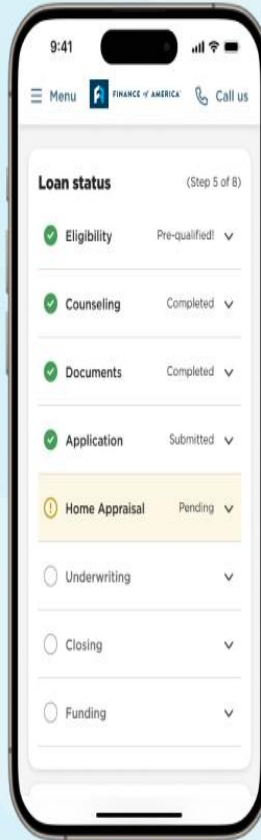 9:41
Menu FINANCE of AMERICA Call us
Loan status (Step 5 of 8)
Eligibility Pre-qualified!
Counseling Completed
Documents Completed
Application Submitted
! Home Appraisal Pending
Underwriting
Closing
Funding